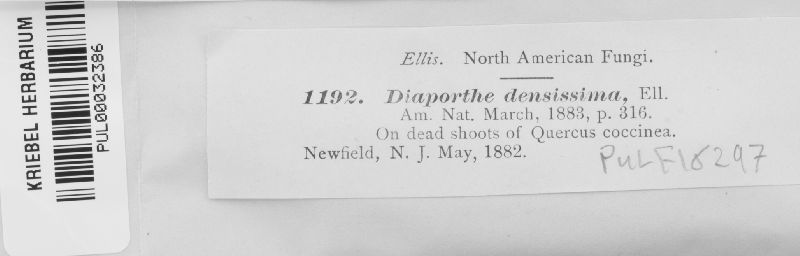 KRIEBEL HERBARIUM
PUL00032386
Ellis. North American Fungi.
1192. Diaporthe densissima, Ell.
Am. Nat. March, 1883, p. 316.
On dead shoots of Quercus coccinea.
Newfield, N. J. May, 1882.
PULF18297